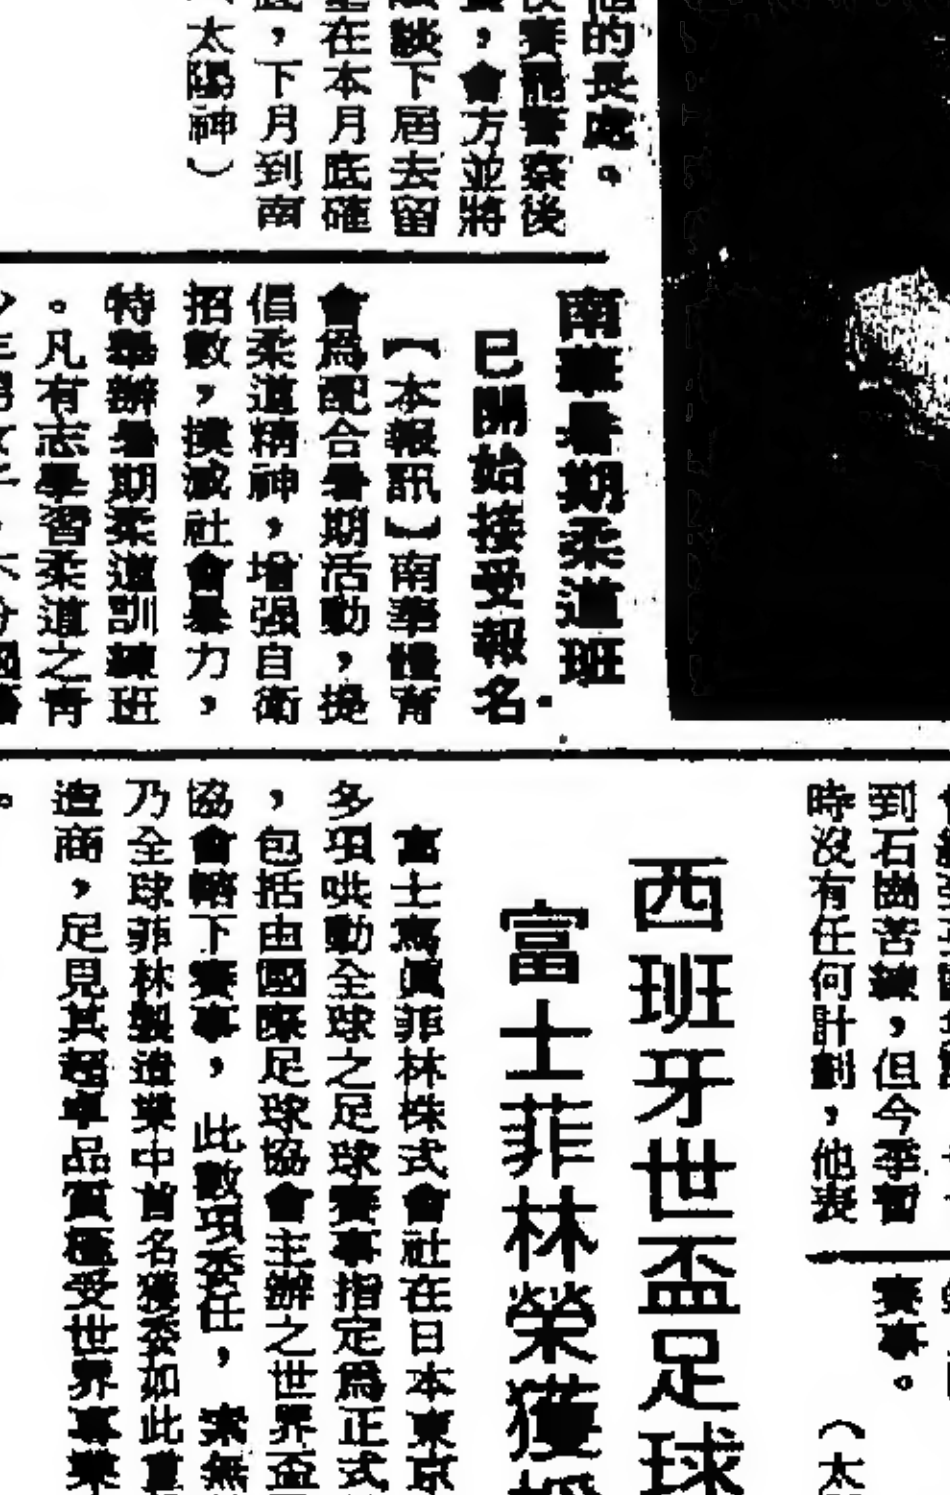 的長處。
賽龍警察後
，會方並將
談下屆去留
在本月底確
，下月到南
太陽神）
南華暑期柔道班
已開始接受報名
【本報訊】南華體育
會爲配合暑期活動，提
倡柔道精神，增强自衛
招數，撲滅社會暴力，
特舉辦暑期柔道訓練班
。凡有志學習柔道之青
到石澳苦練，但今季暫
時沒有任何計劃，他表
賽事。（太
西班牙世盃足球
富士菲林榮獲
富士寫眞菲林株式會社在日本東京
多項哄動全球之足球賽事指定爲正式
，包括由國際足球協會主辦之世界盃
協會轄下賽事，此數項委任，索無
乃全球菲林製造業中首名獲委如此重
造商，足見其超卓品質極受世界專業
。